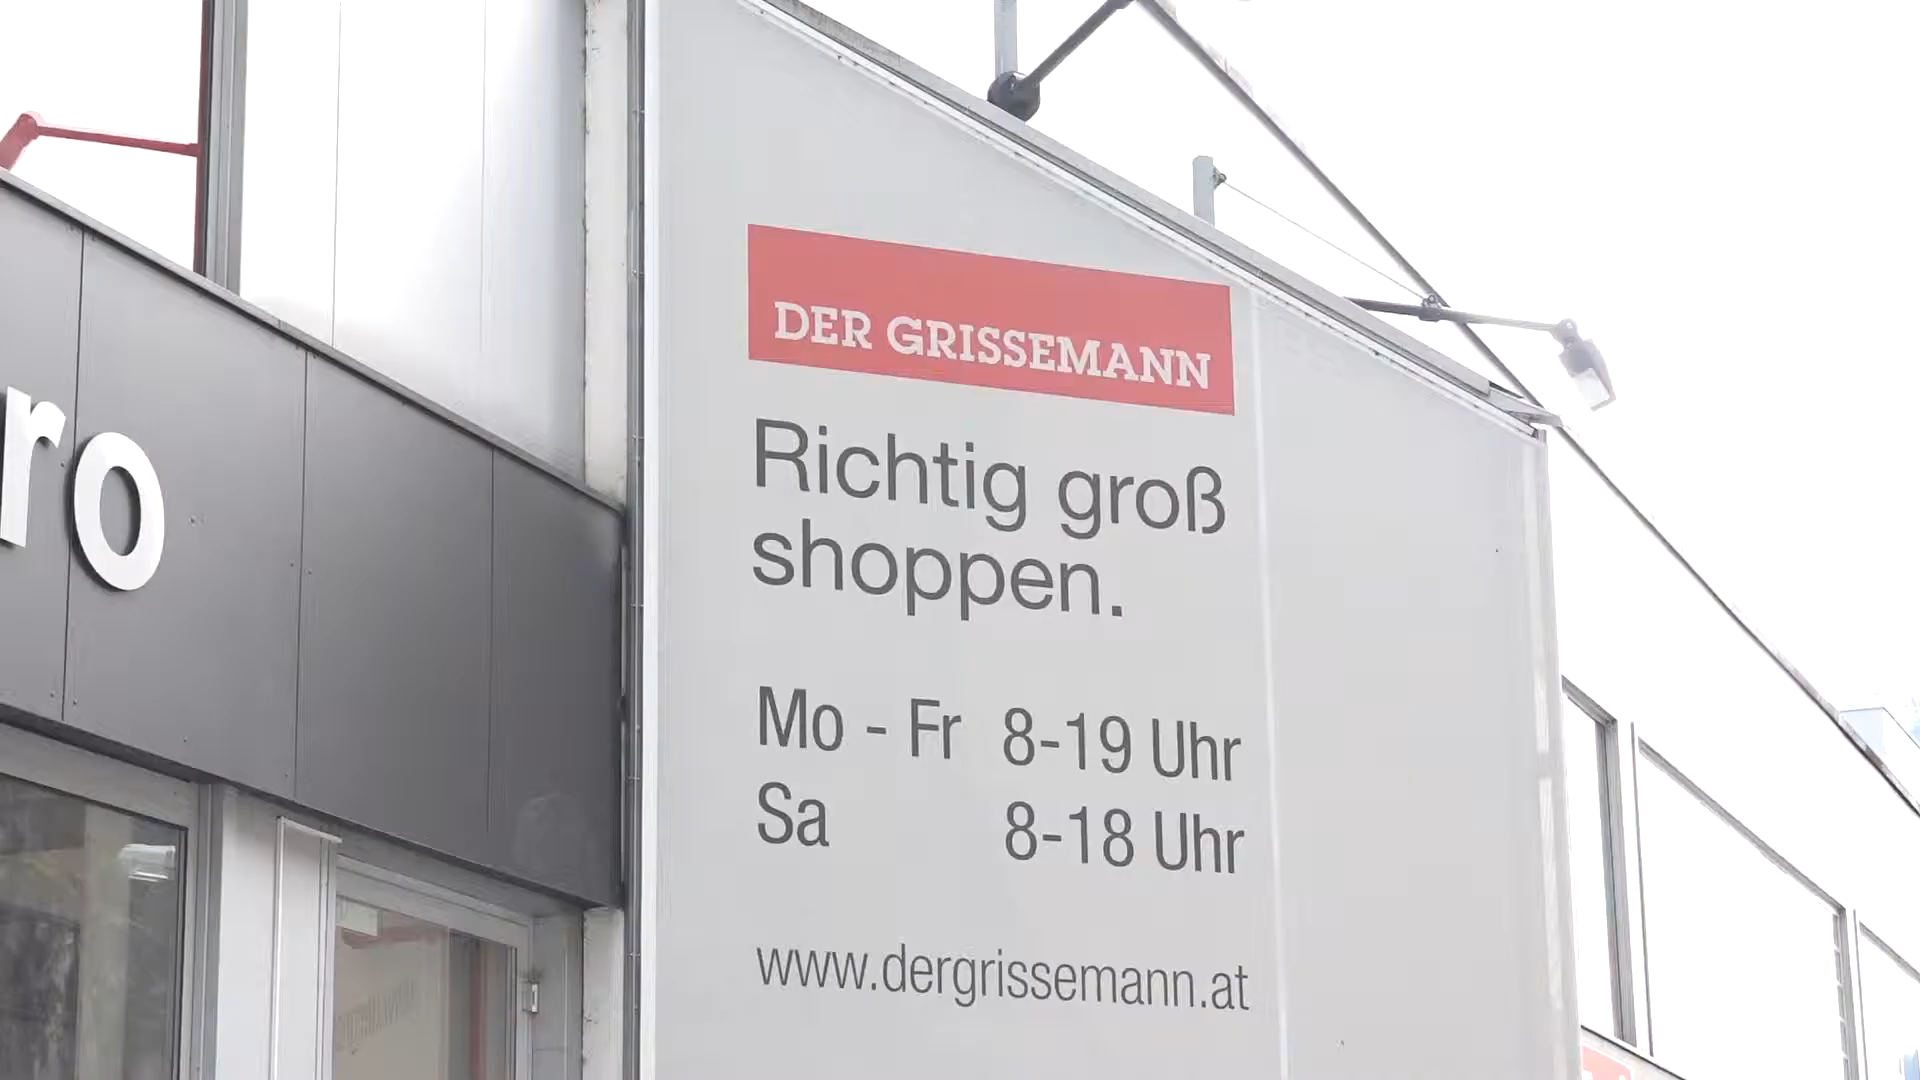 ro
DER GRISSEMANN
Richtig groß
shoppen.
Mo - Fr 8-19 Uhr
Sa 8-18 Uhr
www.dergrissemann.at